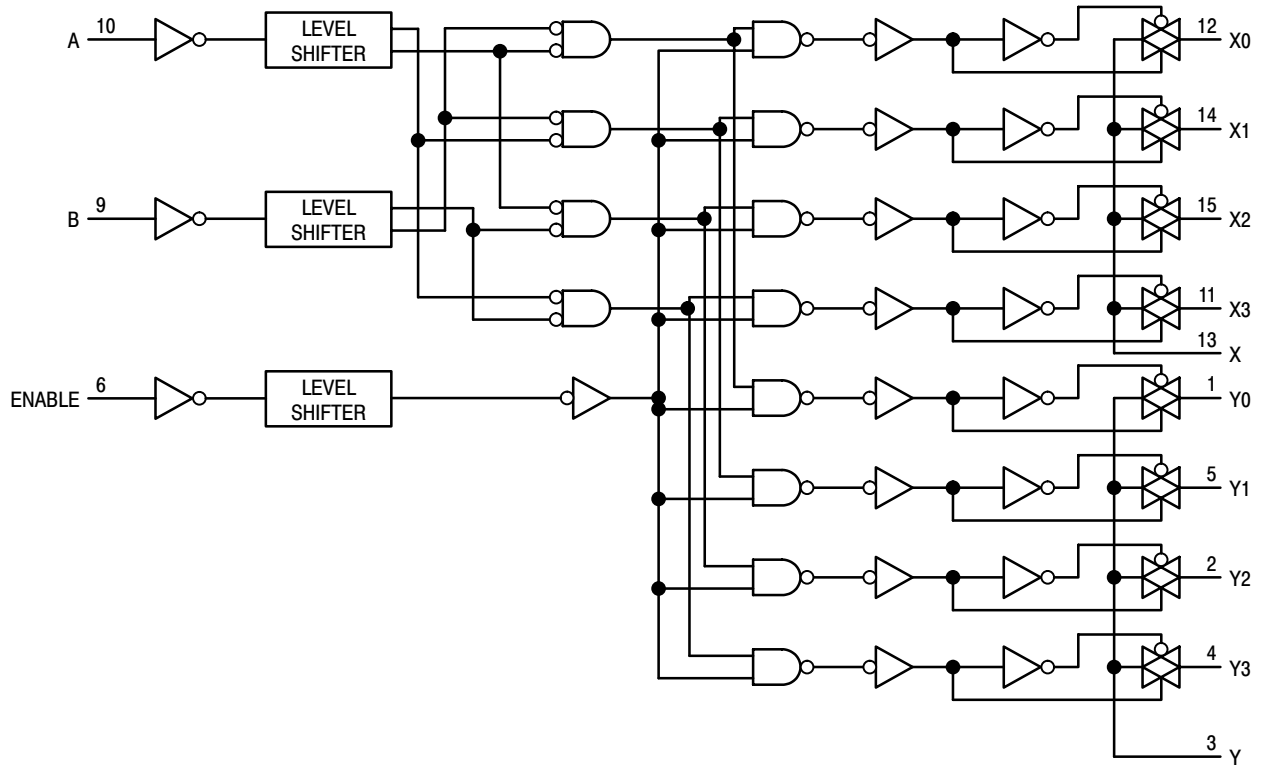 A 10 LEVEL SHIFTER 12 X0
14 X1
B 9 LEVEL SHIFTER 15 X2
11 X3
13 X
ENABLE 6 LEVEL SHIFTER 1 Y0
5 Y1
2 Y2
4 Y3
3 Y